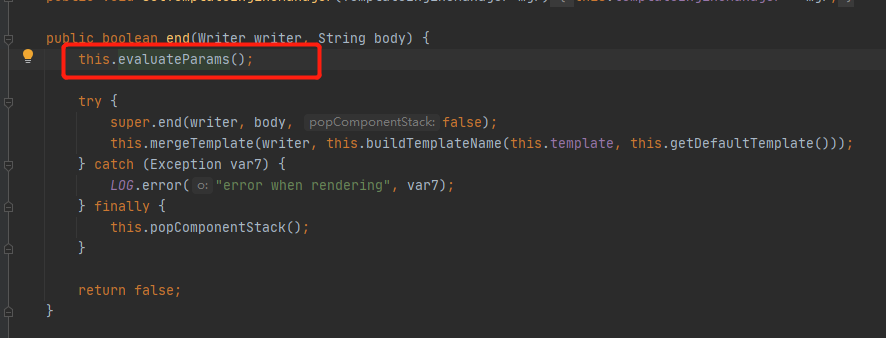 public boolean end(Writer writer, String body) {
this.evaluateParams();
try {
super.end(writer, body, popComponentStack: false);
this.mergeTemplate(writer, this.buildTemplateName(this.template, this.getDefaultTemplate()));
} catch (Exception var7) {
LOG.error( o: "error when rendering", var7);
} finally {
this.popComponentStack();
}
return false;
}